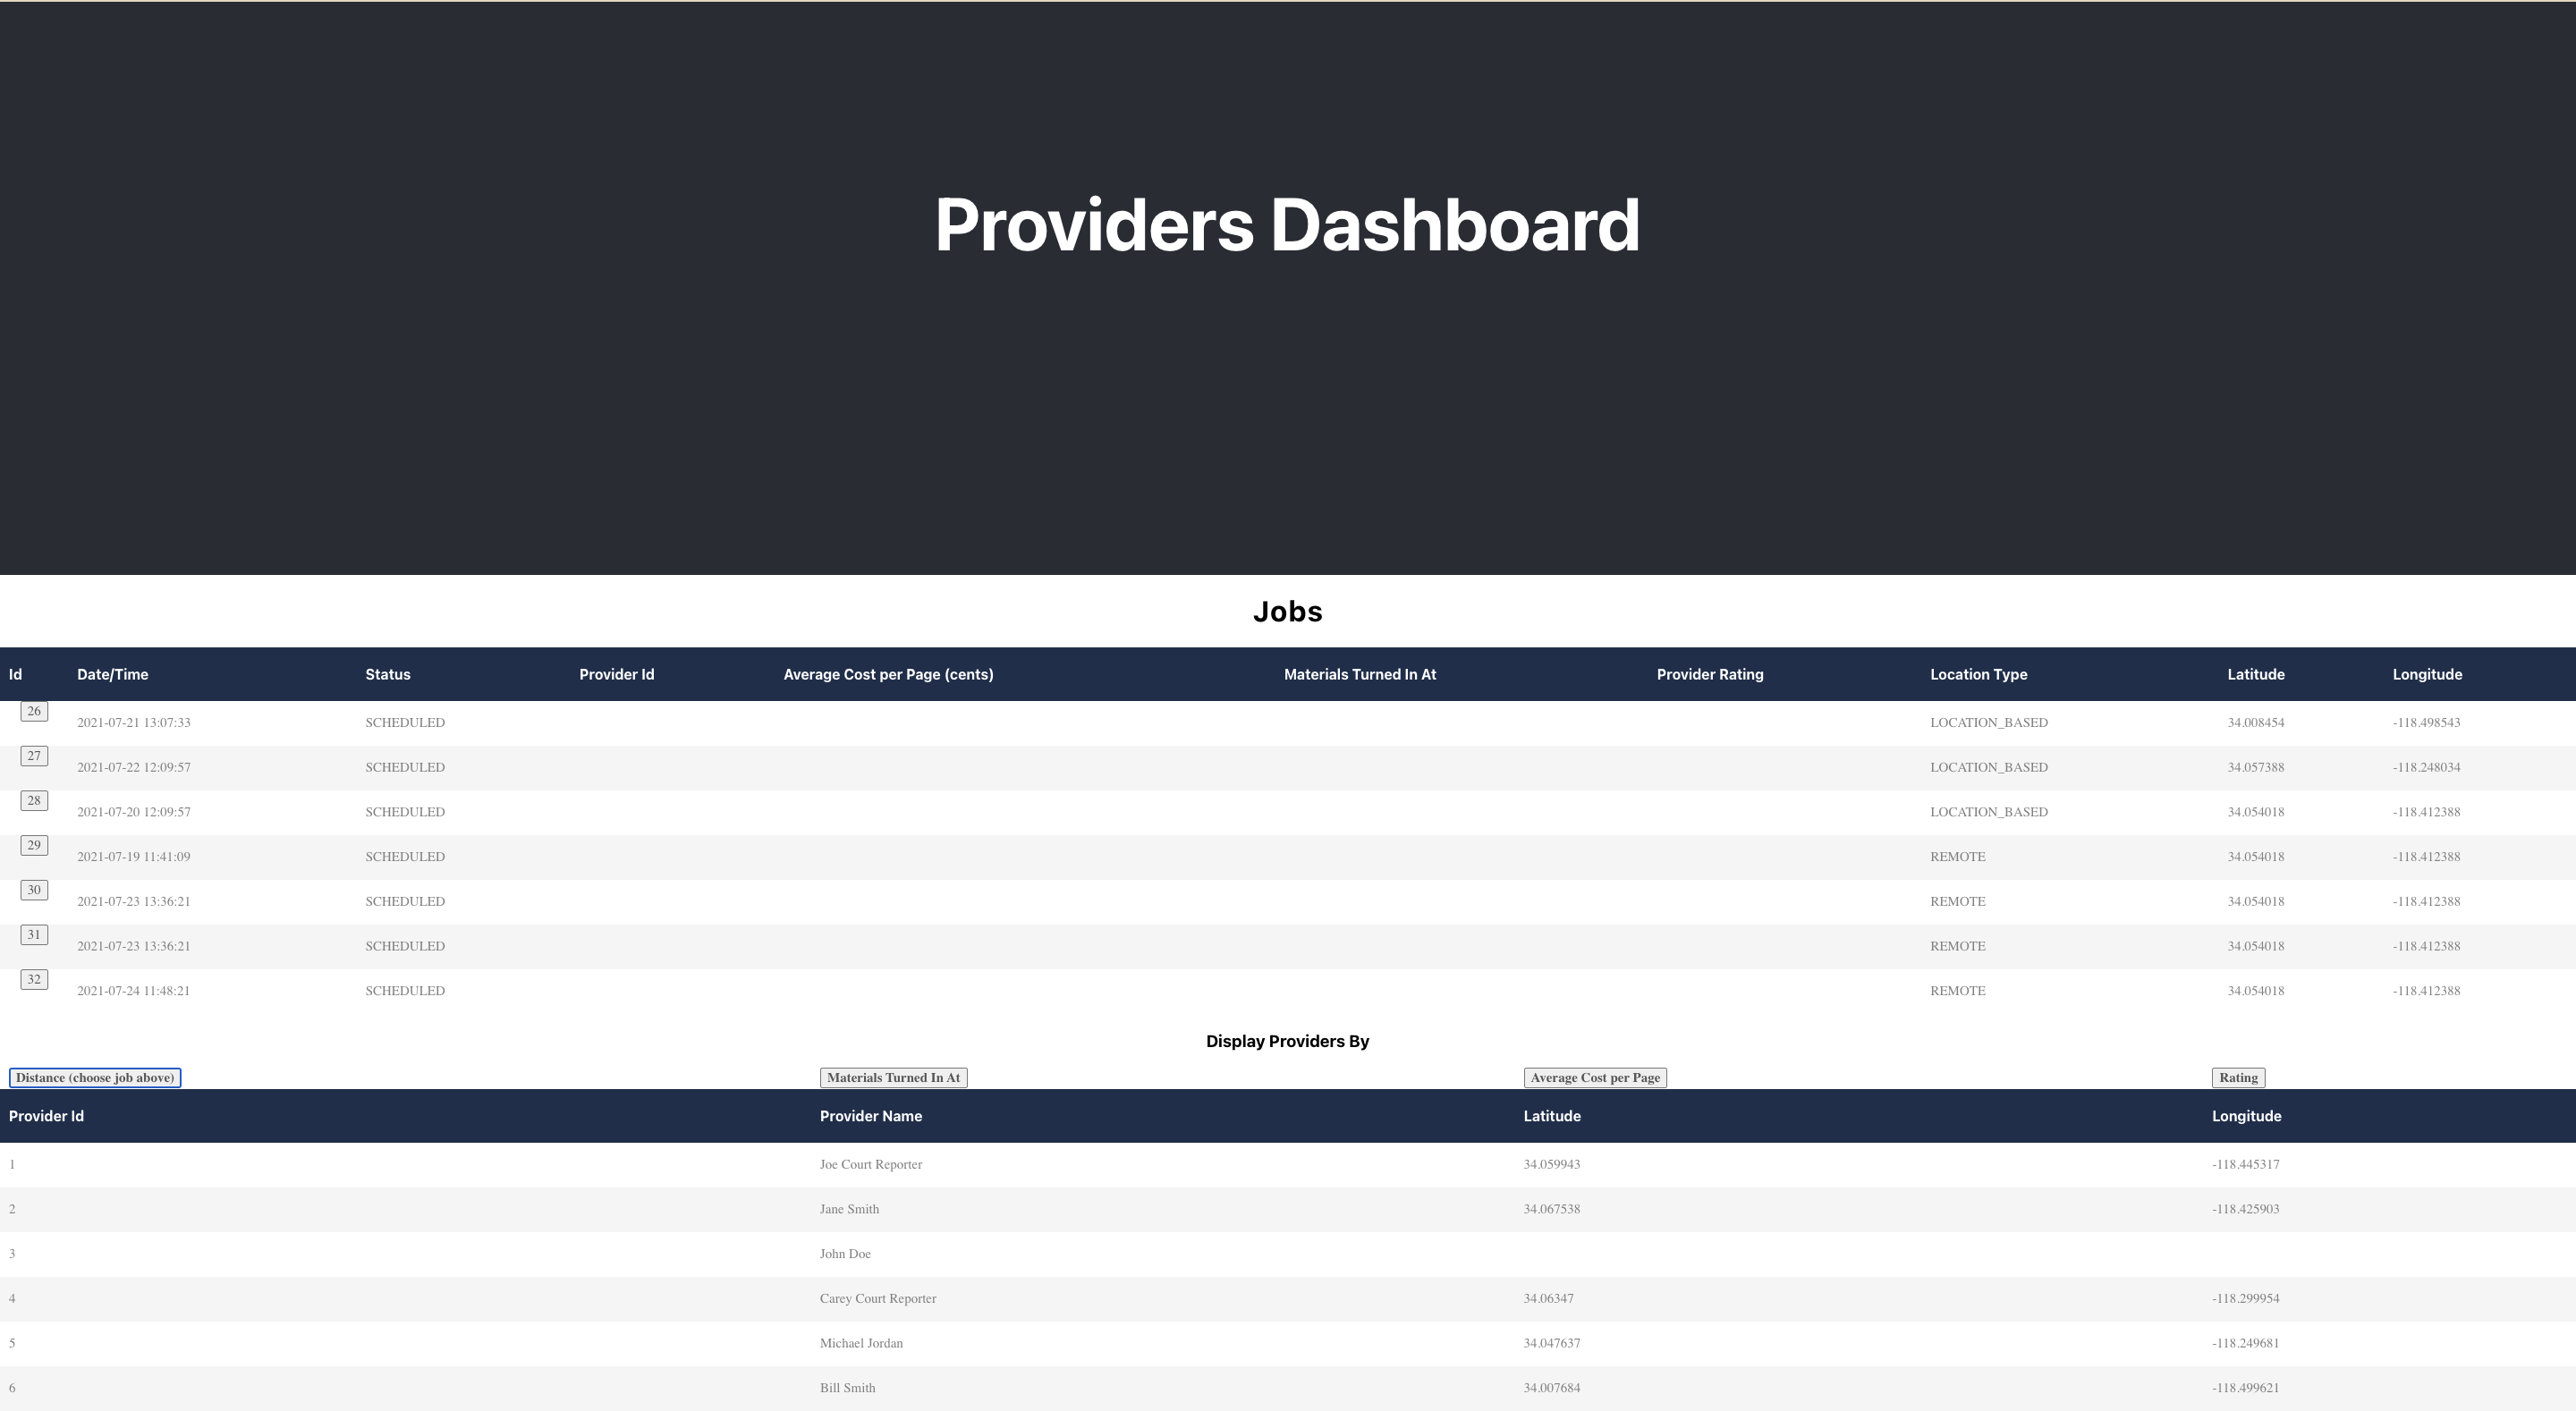 Providers Dashboard
Jobs
Id Date/Time Status Provider Id Average Cost per Page (cents) Materials Turned In At Provider Rating Location Type Latitude Longitude
26 2021-07-21 13:07:33 SCHEDULED LOCATION_BASED 34.008454 -118.498543
27 2021-07-22 12:09:57 SCHEDULED LOCATION_BASED 34.057388 -118.248034
28 2021-07-20 12:09:57 SCHEDULED LOCATION_BASED 34.054018 -118.412388
29 2021-07-19 11:41:09 SCHEDULED REMOTE 34.054018 -118.412388
30 2021-07-23 13:36:21 SCHEDULED REMOTE 34.054018 -118.412388
31 2021-07-23 13:36:21 SCHEDULED REMOTE 34.054018 -118.412388
32 2021-07-24 11:48:21 SCHEDULED REMOTE 34.054018 -118.412388
Display Providers By
Distance (choose job above) Materials Turned In At Average Cost per Page Rating
Provider Id Provider Name Latitude Longitude
1 Joe Court Reporter 34.059943 -118.445317
2 Jane Smith 34.067538 -118.425903
3 John Doe
4 Carey Court Reporter 34.06347 -118.299954
5 Michael Jordan 34.047637 -118.249681
6 Bill Smith 34.007684 -118.499621